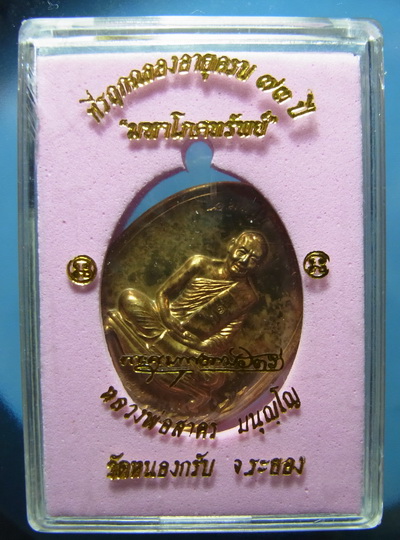 ที่ระฤกฉลองอายุครบ ๗๓ ปี
"มหาโภคทรัพย์"
หลวงพ่อสาคร มนุญฺโญ
วัดหนองกรับ จ.ระยอง